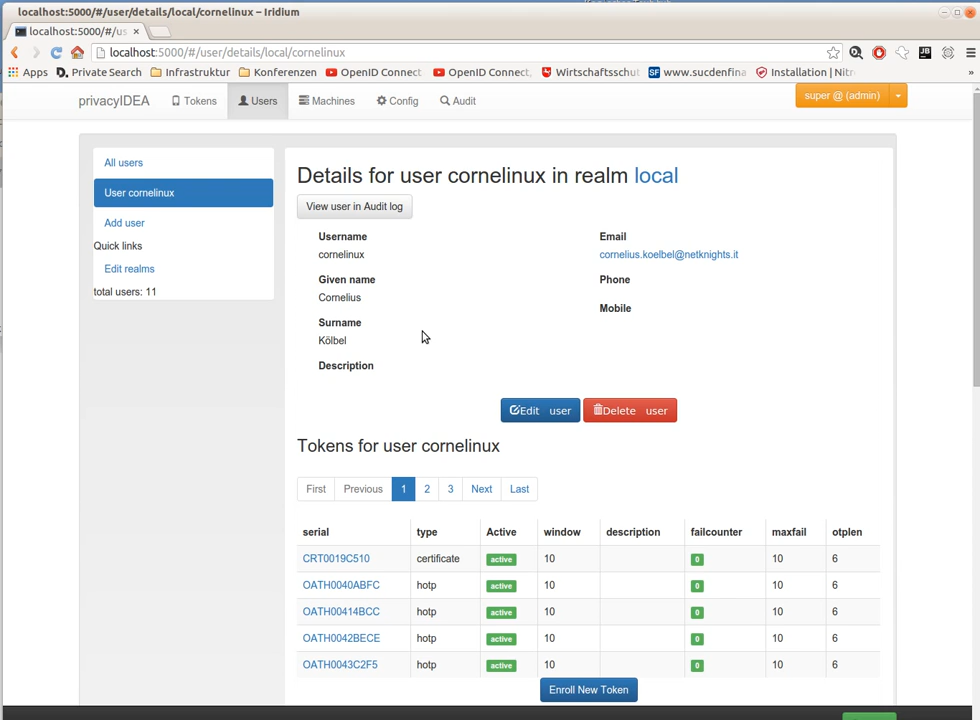 localhost:5000/#/user/details/local/cornelinux – Iridium
localhost:5000/#/us ×
localhost:5000/#/user/details/local/cornelinux
Apps Private Search Infrastruktur Konferenzen OpenID Connect OpenID Connect, Wirtschaftsschut www.sucdenfina Installation | Nitr »
privacyIDEA Tokens Users Machines Config Audit super @ (admin)
All users
User cornelinux
Add user
Quick links
Edit realms
total users: 11
Details for user cornelinux in realm local
View user in Audit log
Username
cornelinux
Given name
Cornelius
Surname
Kölbel
Description
Email
cornelius.koelbel@netknights.it
Phone
Mobile
Edit user Delete user
Tokens for user cornelinux
First Previous 1 2 3 Next Last
serial type Active window description failcounter maxfail otplen
CRT0019C510 certificate active 10 0 10 6
OATH0040ABFC hotp active 10 0 10 6
OATH00414BCC hotp active 10 0 10 6
OATH0042BECE hotp active 10 0 10 6
OATH0043C2F5 hotp active 10 0 10 6
Enroll New Token